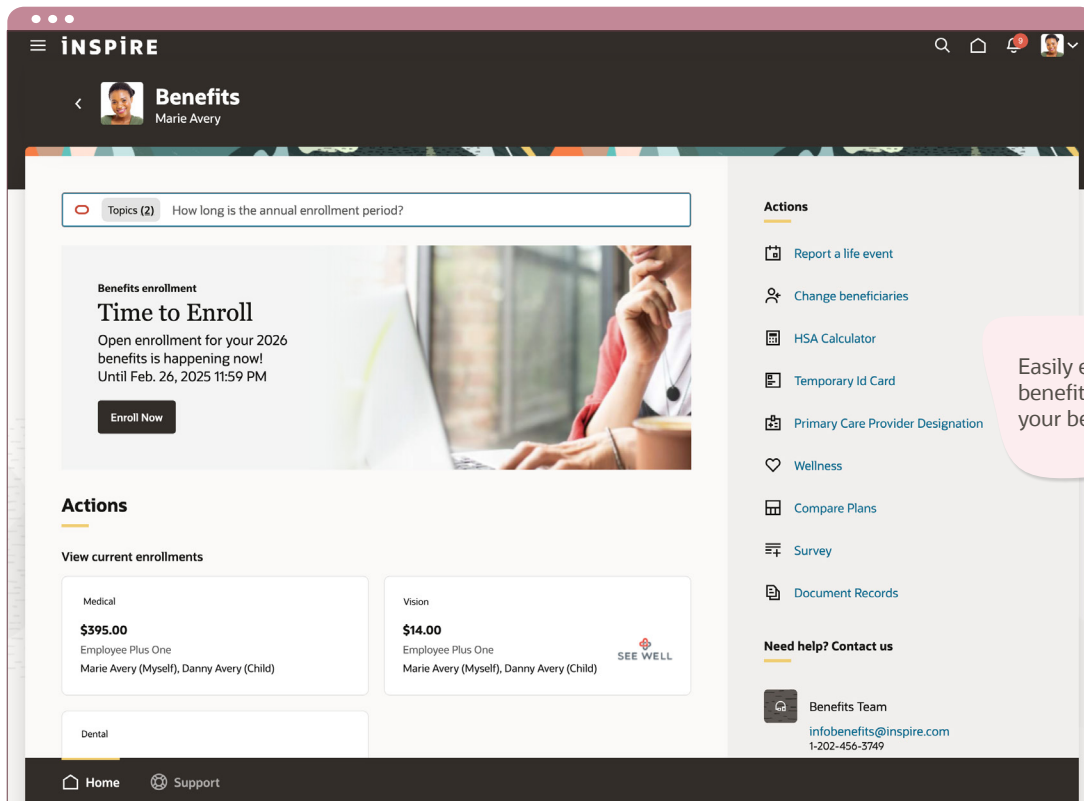 iNSPiRE
9
Benefits
Marie Avery
Topics (2) How long is the annual enrollment period?
Benefits enrollment
Time to Enroll
Open enrollment for your 2026
benefits is happening now!
Until Feb. 26, 2025 11:59 PM
Enroll Now
Actions
View current enrollments
Medical
$395.00
Employee Plus One
Marie Avery (Myself), Danny Avery (Child)
Vision
$14.00
Employee Plus One
Marie Avery (Myself), Danny Avery (Child)
SEE WELL
Dental
Actions
Report a life event
Change beneficiaries
HSA Calculator
Temporary Id Card
Primary Care Provider Designation
Wellness
Compare Plans
Survey
Document Records
Need help? Contact us
Benefits Team
infobenefits@inspire.com
1-202-456-3749
Easily
your
Home
Support